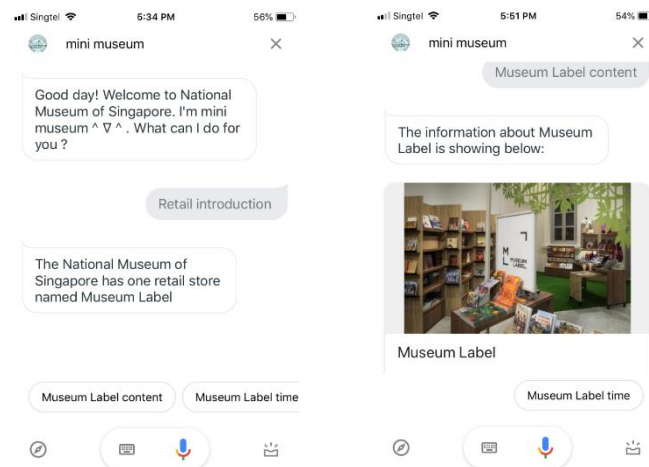 Singtel 5:34 PM 56%
mini museum
Good day! Welcome to National
Museum of Singapore. I'm mini
museum ^ ∇ ^ . What can I do for
you ?
Retail introduction
The National Museum of
Singapore has one retail store
named Museum Label
Museum Label content
Museum Label time
Singtel 5:51 PM 54%
mini museum
Museum Label content
The information about Museum
Label is showing below:
M
L
MUSEUM
LABEL
Museum Label
Museum Label time